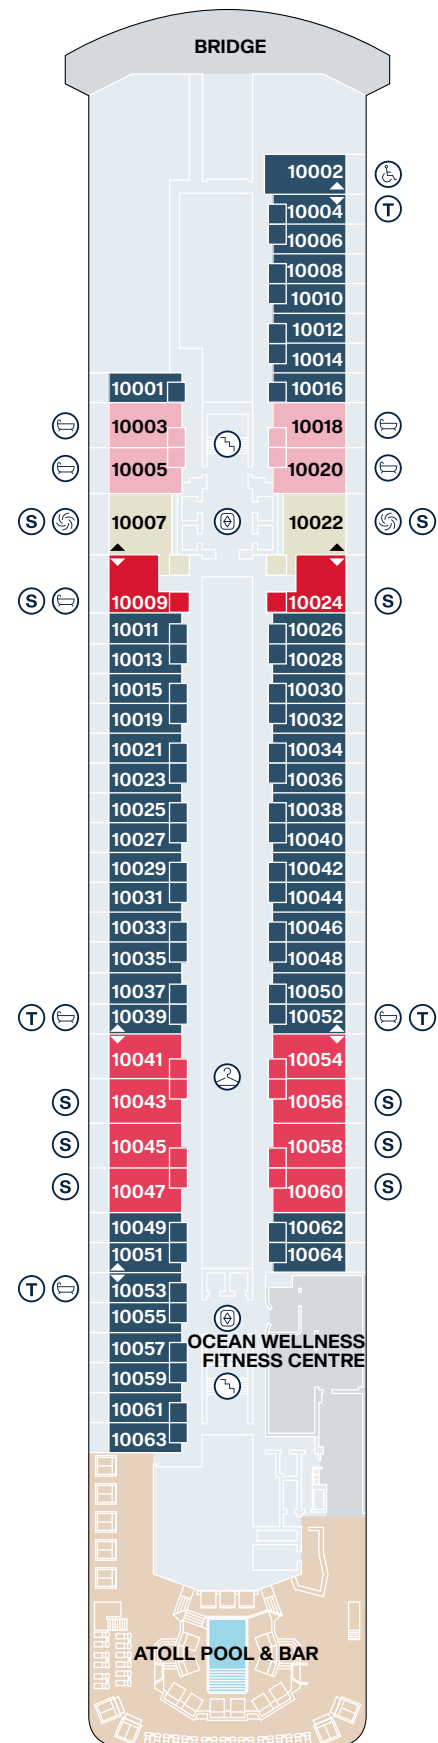 BRIDGE
10002
10004 T
10006
10008
10010
10012
10014
10001 10016
10003 10018
10005 10020
S 10007 10022 S
S 10009 10024 S
10011 10026
10013 10028
10015 10030
10019 10032
10021 10034
10023 10036
10025 10038
10027 10040
10029 10042
10031 10044
10033 10046
10035 10048
10037 10050
T 10039 10052 T
10041 10054
S 10043 10056 S
S 10045 10058 S
S 10047 10060 S
10049 10062
10051 10064
T 10053
10055
OCEAN WELLNESS
10057
FITNESS CENTRE
10059
10061
10063
ATOLL POOL & BAR